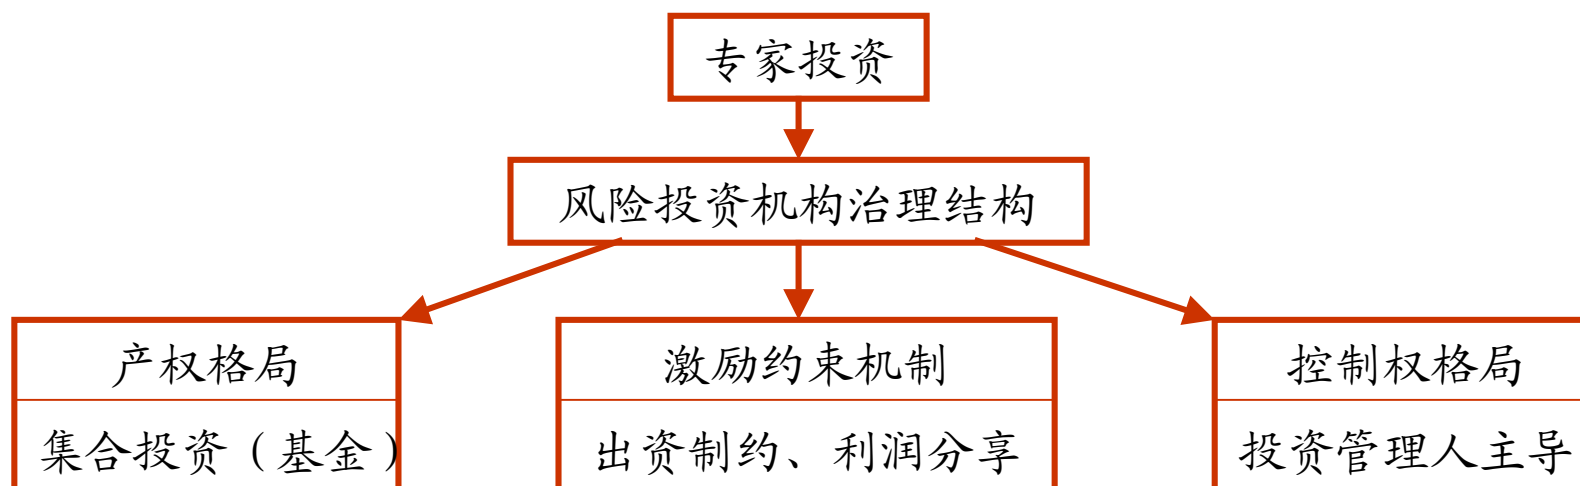 专家投资
风险投资机构治理结构
产权格局
激励约束机制
控制权格局
集合投资（基金）
出资制约、利润分享
投资管理人主导